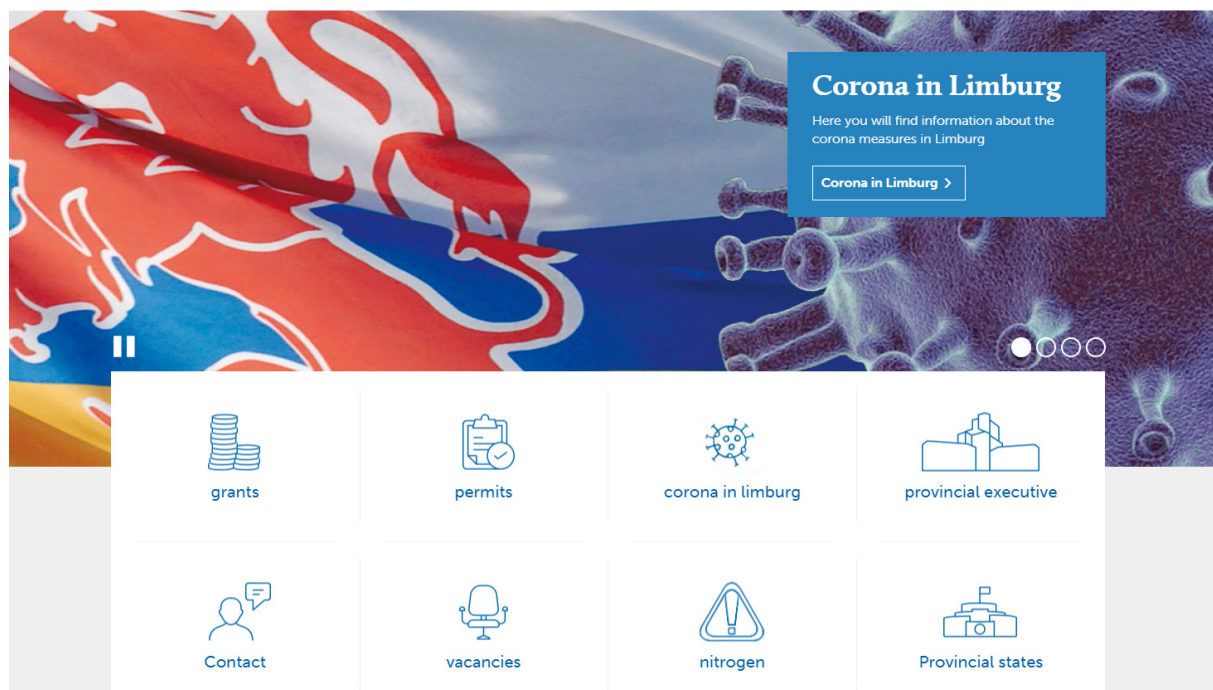 Corona in Limburg
Here you will find information about the
corona measures in Limburg
Corona in Limburg >
grants
permits
corona in limburg
provincial executive
Contact
vacancies
nitrogen
Provincial states